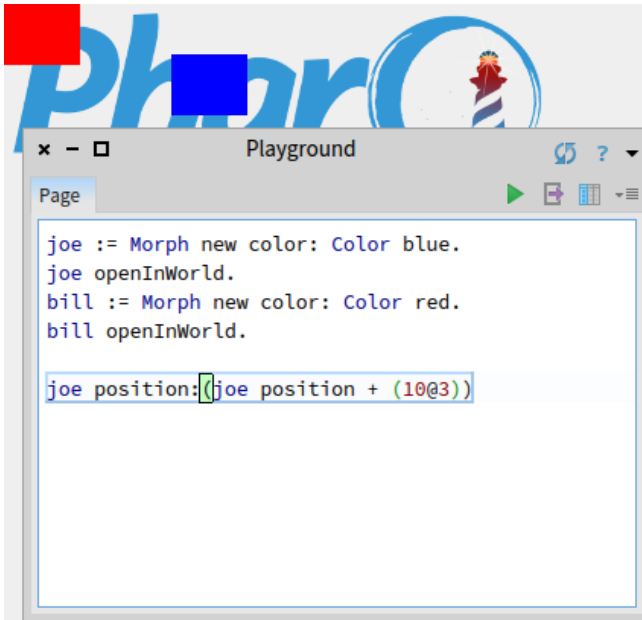 Pharo
× – □ Playground ?
Page
joe := Morph new color: Color blue.
joe openInWorld.
bill := Morph new color: Color red.
bill openInWorld.
joe position:(joe position + (10@3))